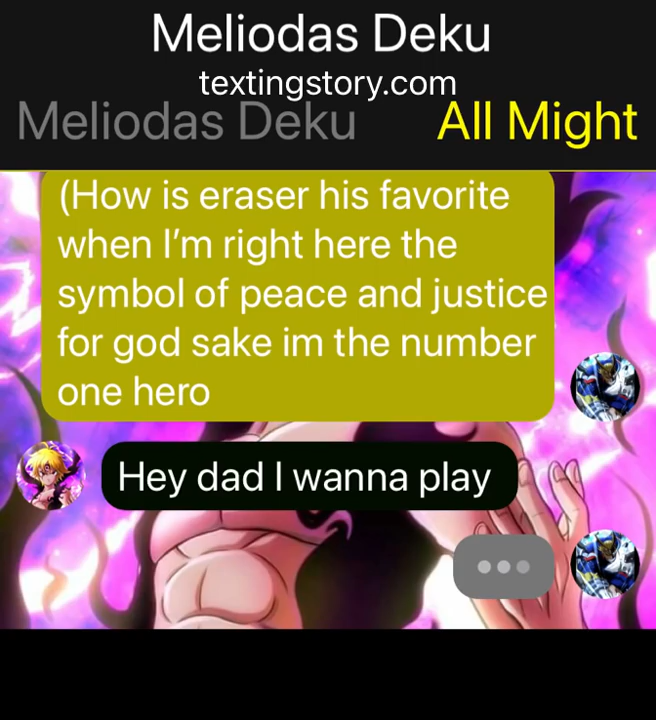 Meliodas Deku
textingstory.com
Meliodas Deku All Might
(How is eraser his favorite
when I’m right here the
symbol of peace and justice
for god sake im the number
one hero
Hey dad I wanna play